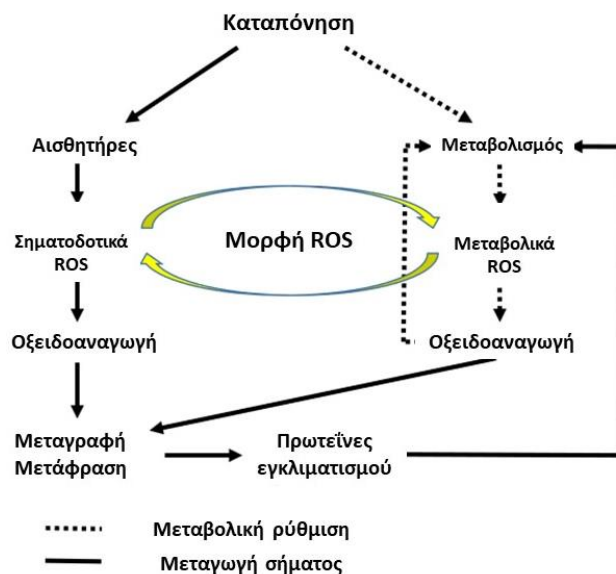 Καταπόνηση
Αισθητήρες
Μεταβολισμός
Σηματοδοτικά
ROS
Μορφή ROS
Μεταβολικά
ROS
Οξειδοαναγωγή
Οξειδοαναγωγή
Μεταγραφή
Μετάφραση
Πρωτεΐνες
εγκλιματισμού
Μεταβολική ρύθμιση
Μεταγωγή σήματος